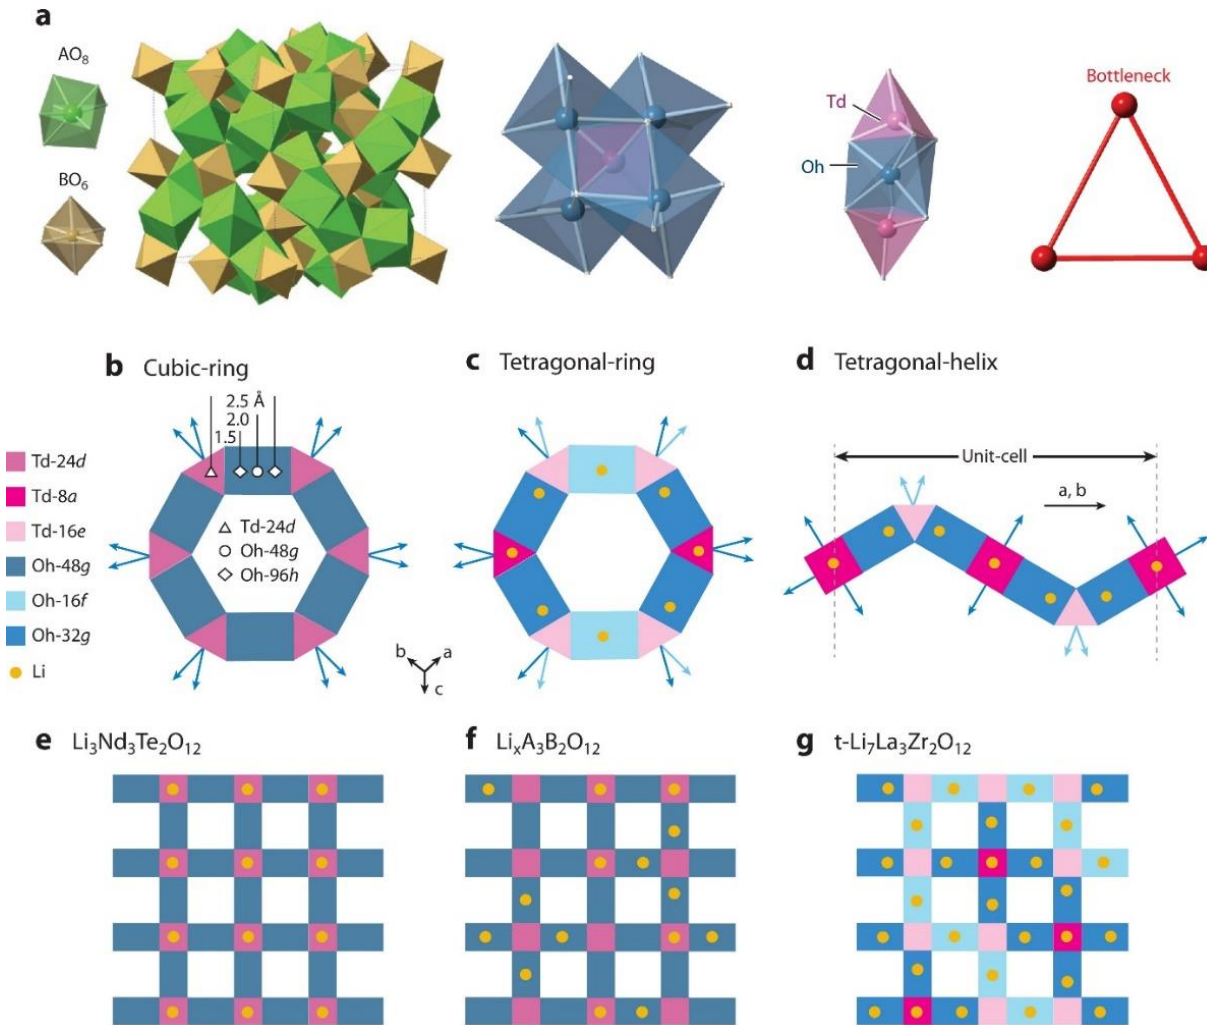 a
AO₈
BO₆
Td
Oh
Bottleneck
b Cubic-ring
2.5 Å
2.0
1.5
Td-24d
Oh-48g
Oh-96h
b
a
c
c Tetragonal-ring
d Tetragonal-helix
Unit-cell
a, b
Td-24d
Td-8a
Td-16e
Oh-48g
Oh-16f
Oh-32g
Li
e Li₃Nd₃Te₂O₁₂
f LiₓA₃B₂O₁₂
g t-Li₇La₃Zr₂O₁₂